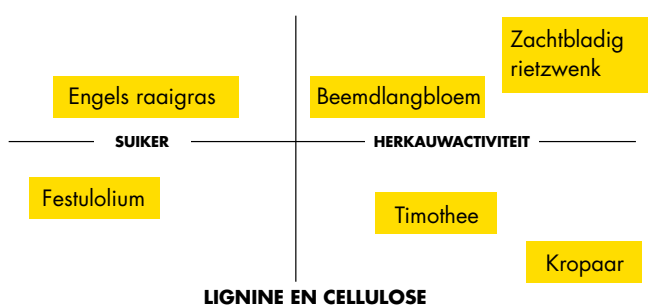 Zachtbladig
rietzwenk
Engels raaigras
Beemdlangbloem
SUIKER
HERKAUWACTIVITEIT
Festulolium
Timothee
Kropaar
LIGNINE EN CELLULOSE